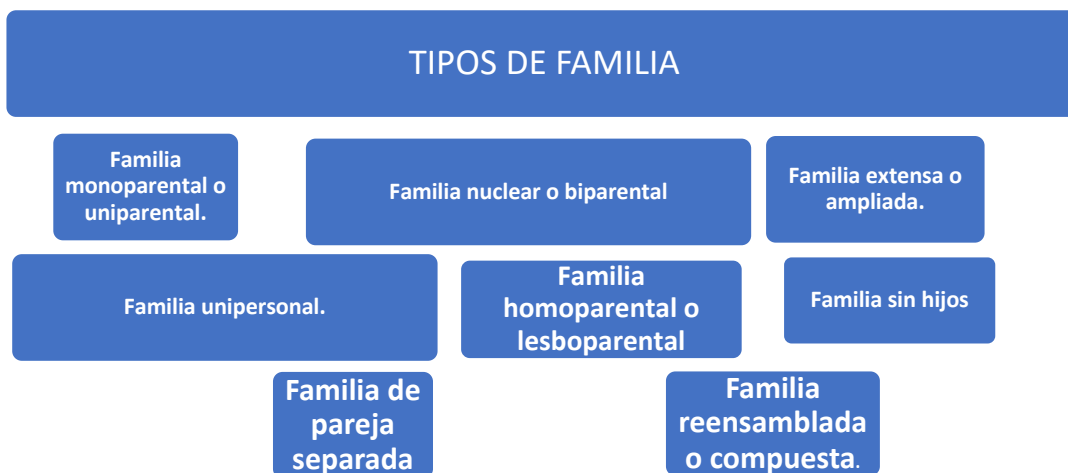 TIPOS DE FAMILIA
Familia
monoparental o
uniparental.
Familia nuclear o biparental
Familia extensa o
ampliada.
Familia unipersonal.
Familia
homoparental o
lesboparental
Familia sin hijos
Familia de
pareja
separada
Familia
reensamblada
o compuesta.